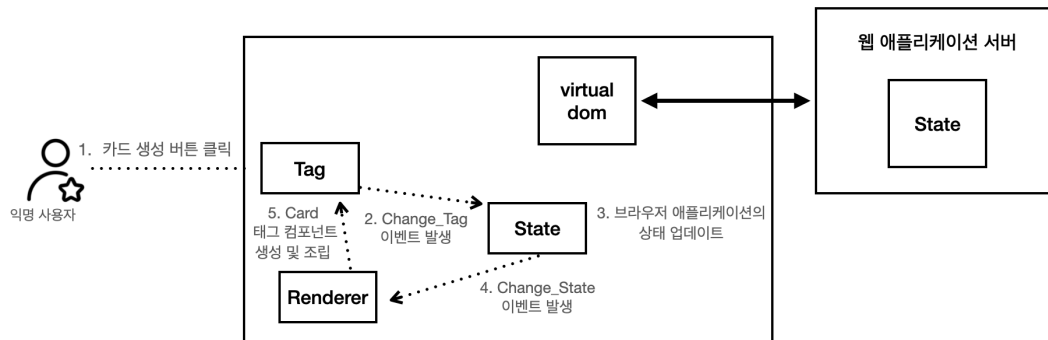 웹 애플리케이션 서버
virtual
dom
State
1. 카드 생성 버튼 클릭
익명 사용자
Tag
5. Card
태그 컴포넌트
생성 및 조립
2. Change_Tag
이벤트 발생
State
3. 브라우저 애플리케이션의
상태 업데이트
Renderer
4. Change_State
이벤트 발생